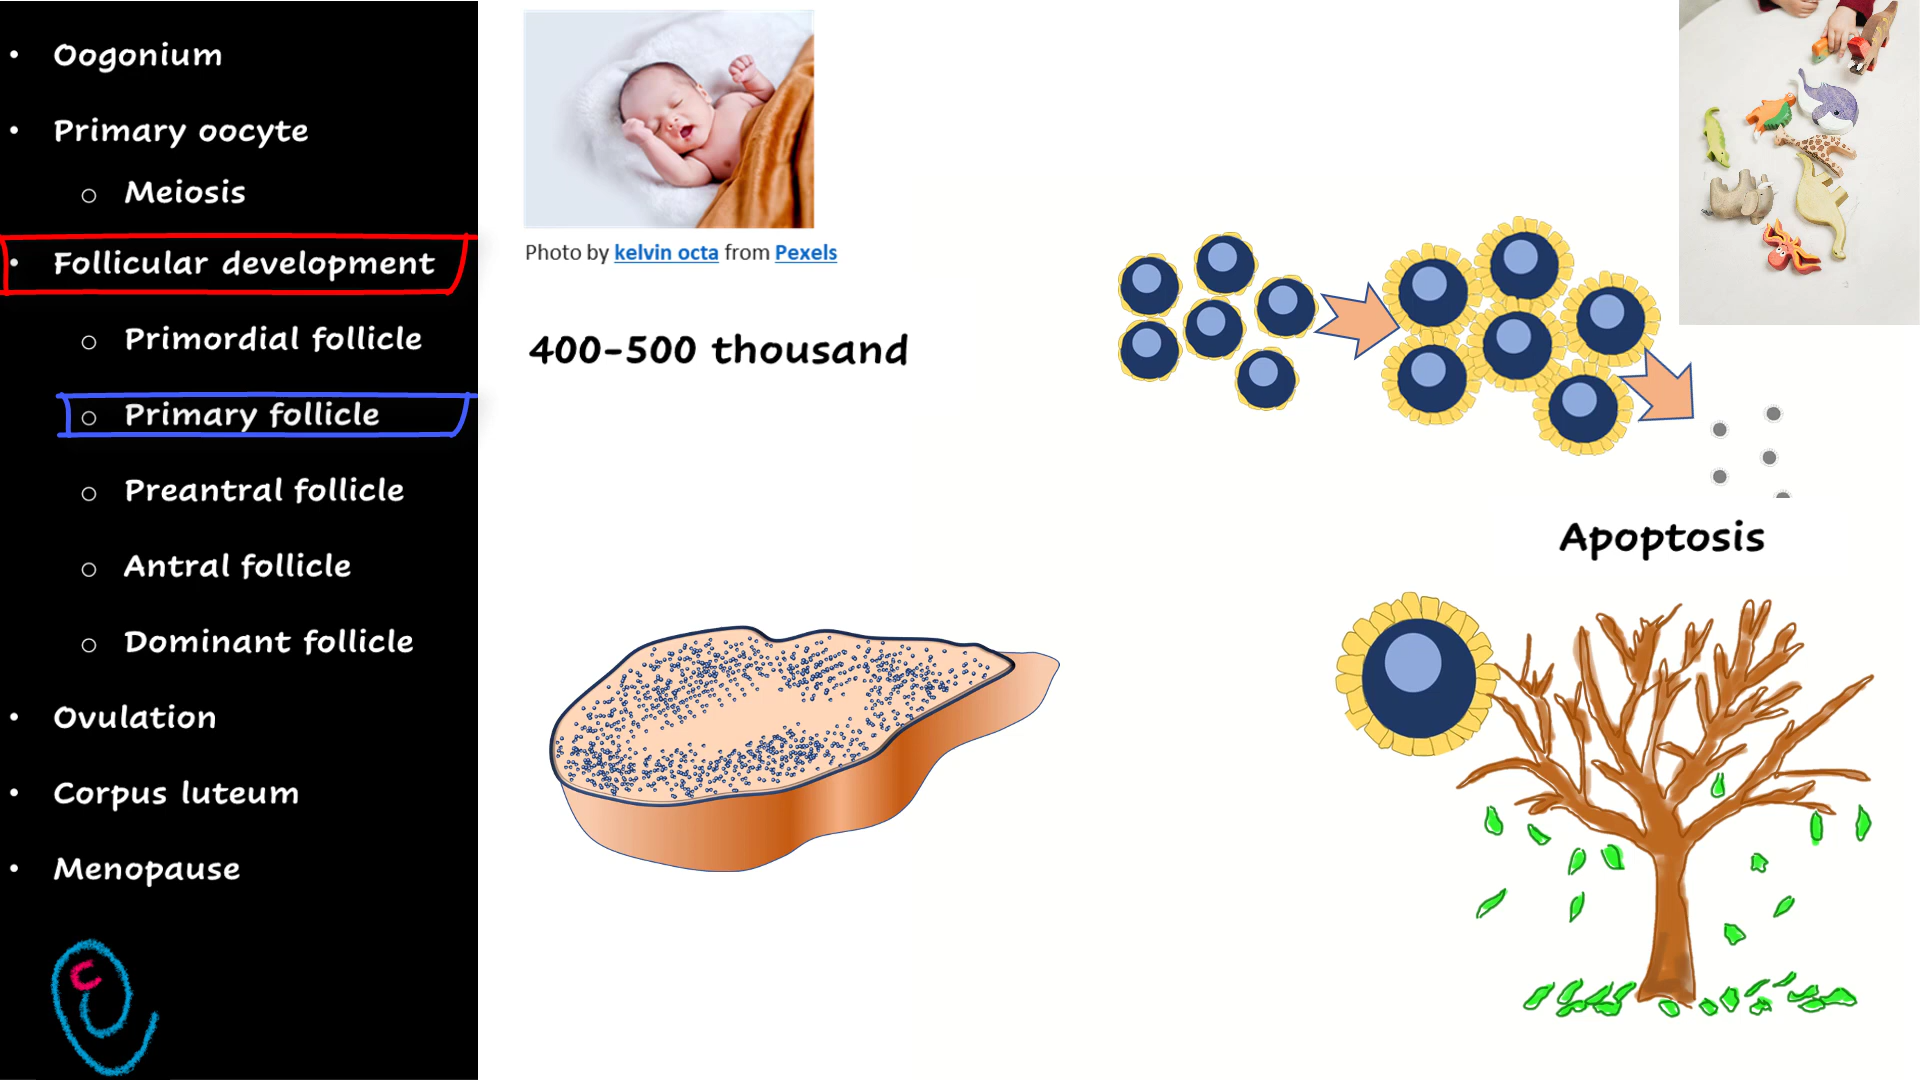 Oogonium
Primary oocyte
Meiosis
Follicular development
Primordial follicle
Primary follicle
Preantral follicle
Antral follicle
Dominant follicle
Ovulation
Corpus luteum
Menopause
Photo by kelvin octa from Pexels
400-500 thousand
Apoptosis